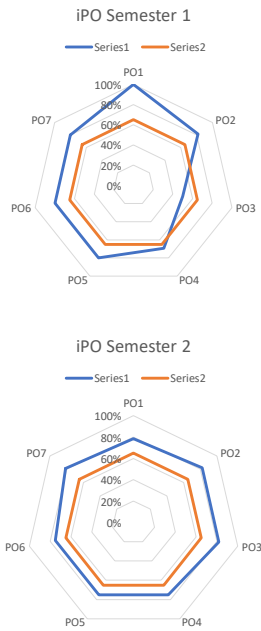 iPO Semester 1
Series1 Series2
PO1
100%
80%
60%
40%
20%
0%
PO2
PO3
PO4
PO5
PO6
PO7
iPO Semester 2
Series1 Series2
PO1
100%
80%
60%
40%
20%
0%
PO2
PO3
PO4
PO5
PO6
PO7